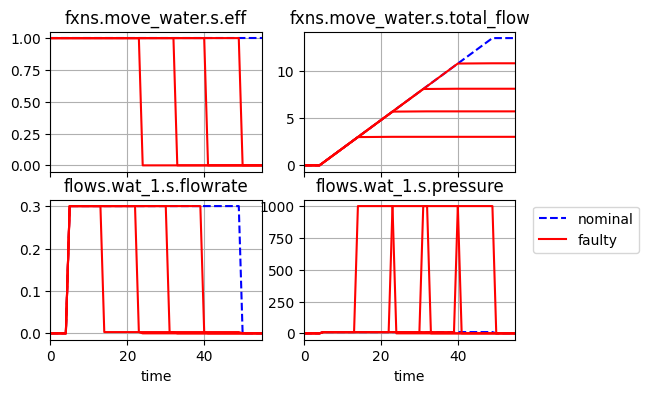 fxns.move_water.s.eff
fxns.move_water.s.total_flow
1.00
0.75
0.50
0.25
0.00
10
5
0
flows.wat_1.s.flowrate
flows.wat_1.s.pressure
0.3
0.2
0.1
0.0
0
20
40
time
1000
750
500
250
0
0
20
40
time
nominal
faulty